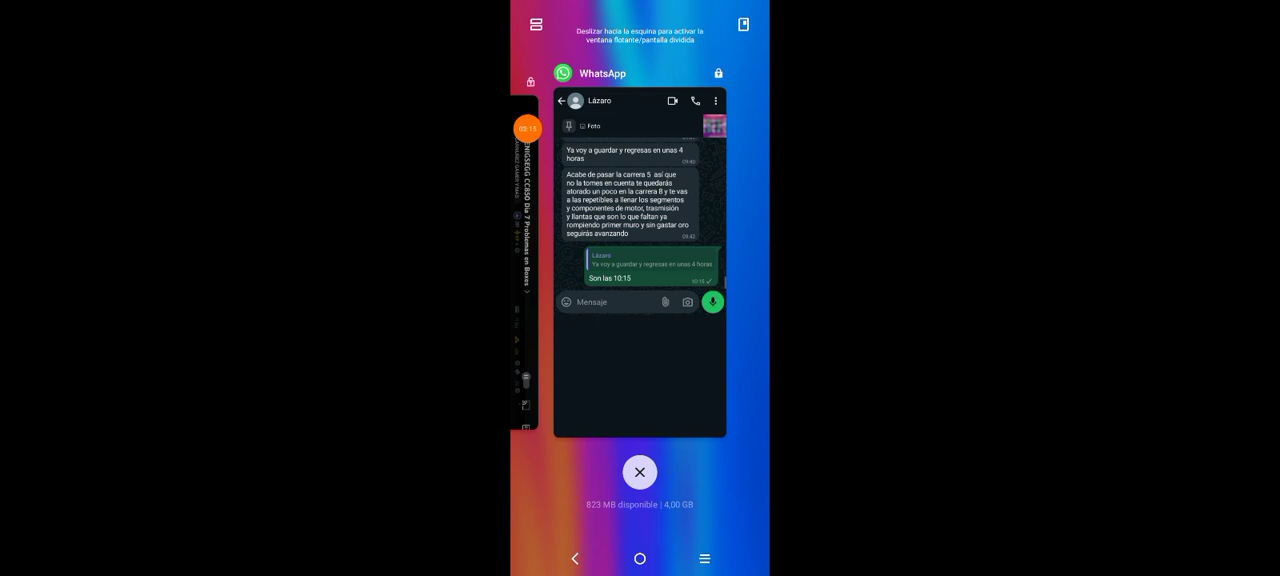 Deslizar hacia la esquina para activar la
ventana flotante/pantalla dividida
WhatsApp
03:15
Lázaro
Foto
Ya voy a guardar y regresas en unas 4
horas
09:40
Acabe de pasar la carrera 5 así que
no la tomes en cuenta te quedarás
atorado un poco en la carrera 8 y te vas
a las repetibles a llenar los segmentos
y componentes de motor, trasmisión
y llantas que son lo que faltan ya
rompiendo primer muro y sin gastar oro
seguirás avanzando
09:42
Lázaro
Ya voy a guardar y regresas en unas 4 horas
Son las 10:15
10:15
Mensaje
ENIGSEGG CC850 Día 7 Problemas en Boxes
823 MB disponible | 4,00 GB